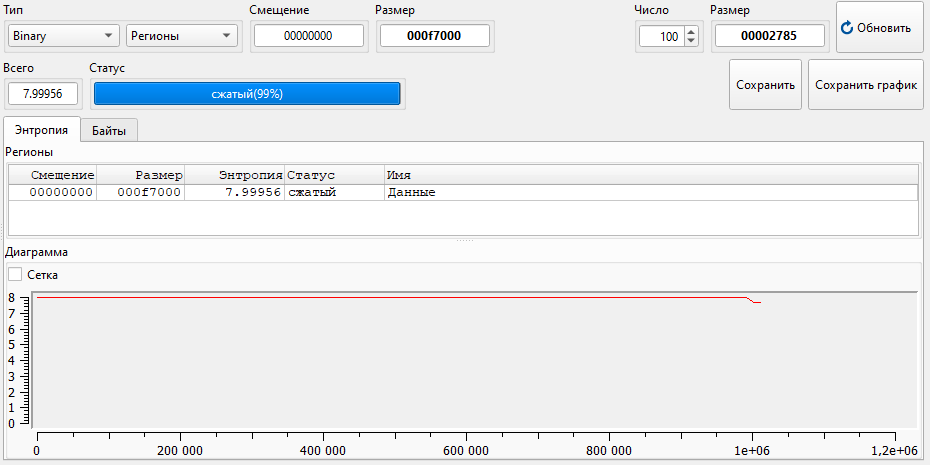 Тип Смещение Размер Число Размер
Binary Регионы 00000000 000f7000 100 00002785 Обновить
Всего Статус
7.99956 сжатый(99%) Сохранить Сохранить график
Энтропия Байты
Регионы
Смещение Размер Энтропия Статус Имя
00000000 000f7000 7.99956 сжатый Данные
Диаграмма
Сетка
8
7
6
5
4
3
2
1
0
0 200 000 400 000 600 000 800 000 1e+06 1,2e+06